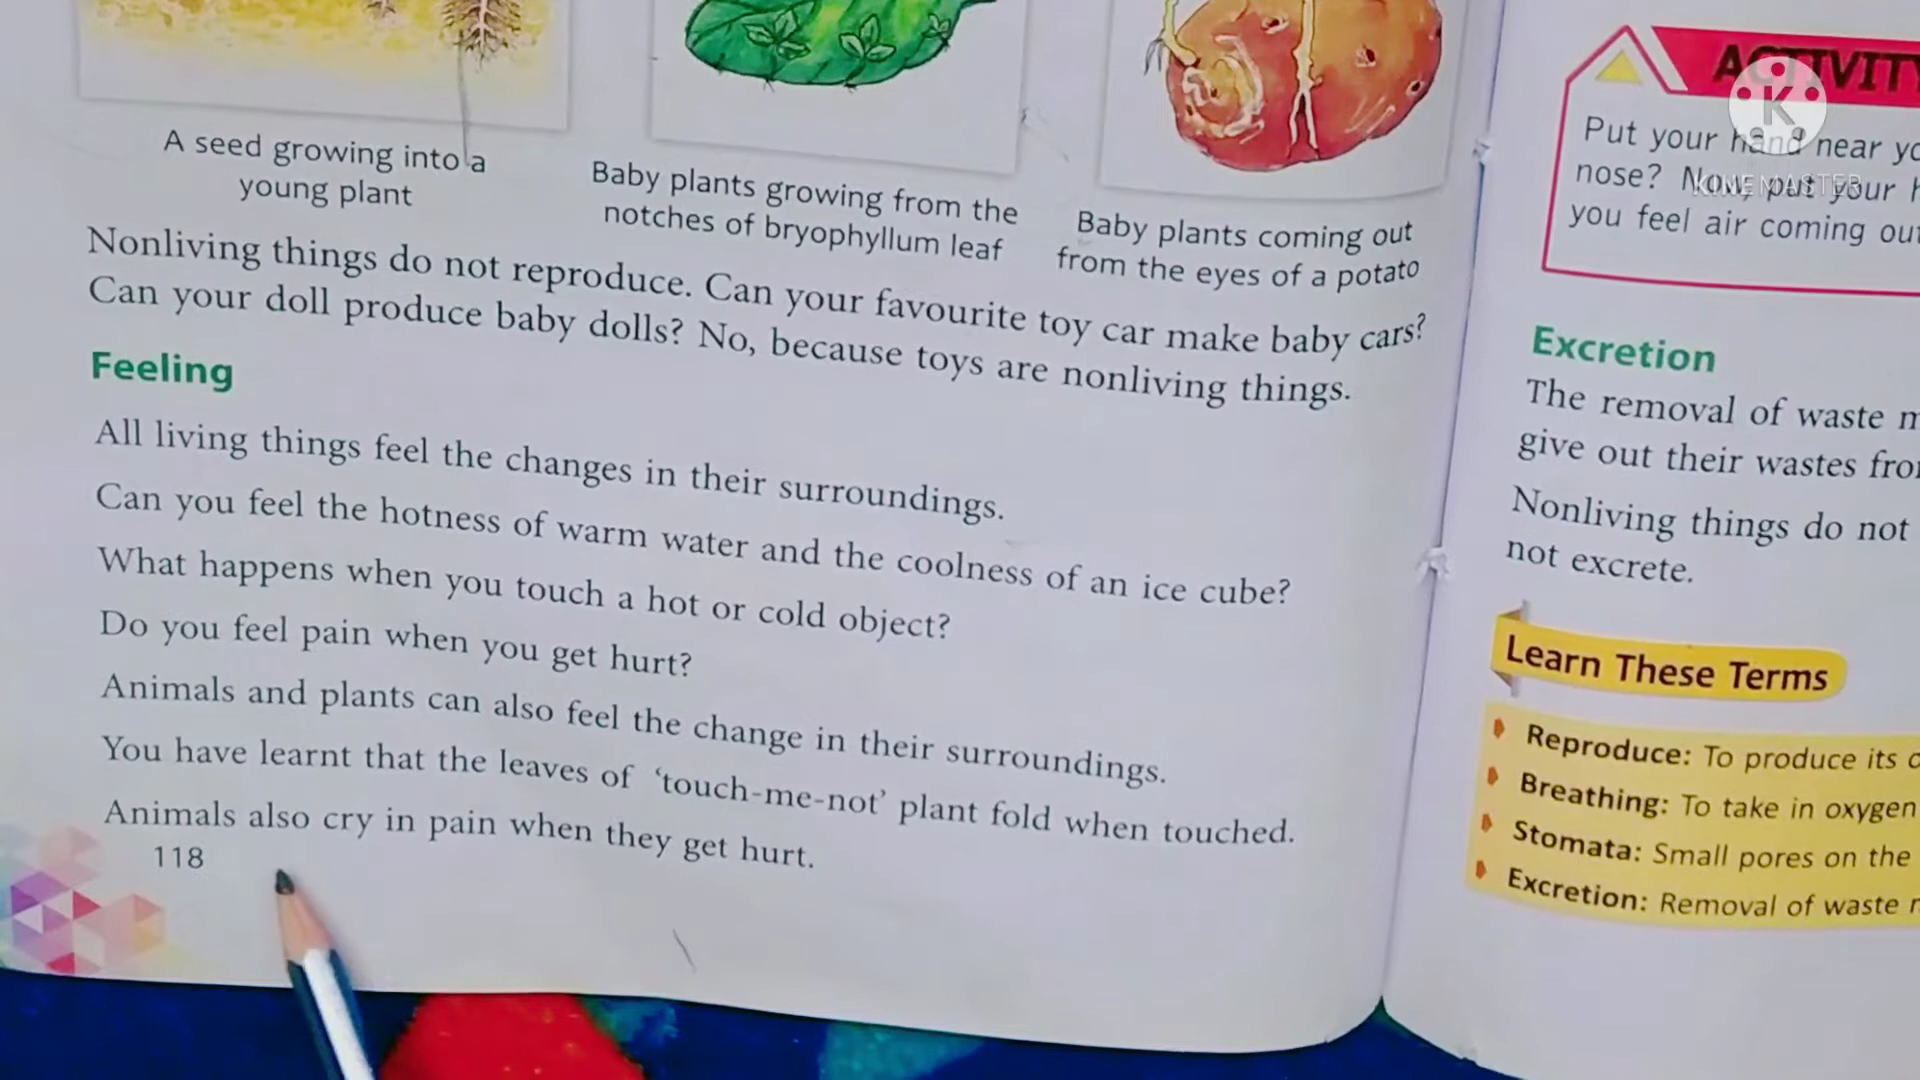 A seed growing into a
young plant
Baby plants growing from the
notches of bryophyllum leaf
Baby plants coming out
from the eyes of a potato
Nonliving things do not reproduce. Can your favourite toy car make baby cars?
Can your doll produce baby dolls? No, because toys are nonliving things.
Feeling
All living things feel the changes in their surroundings.
Can you feel the hotness of warm water and the coolness of an ice cube?
What happens when you touch a hot or cold object?
Do you feel pain when you get hurt?
Animals and plants can also feel the change in their surroundings.
You have learnt that the leaves of ‘touch-me-not’ plant fold when touched.
Animals also cry in pain when they get hurt.
118
ACTIVITY
Put your hand near
nose? Now, put your
you feel air coming
Excretion
The removal of waste
give out their wastes
Nonliving things do not
not excrete.
Learn These Terms
Reproduce: To produce its
Breathing: To take in oxygen
Stomata: Small pores on the
Excretion: Removal of waste
K
KINEMASTER